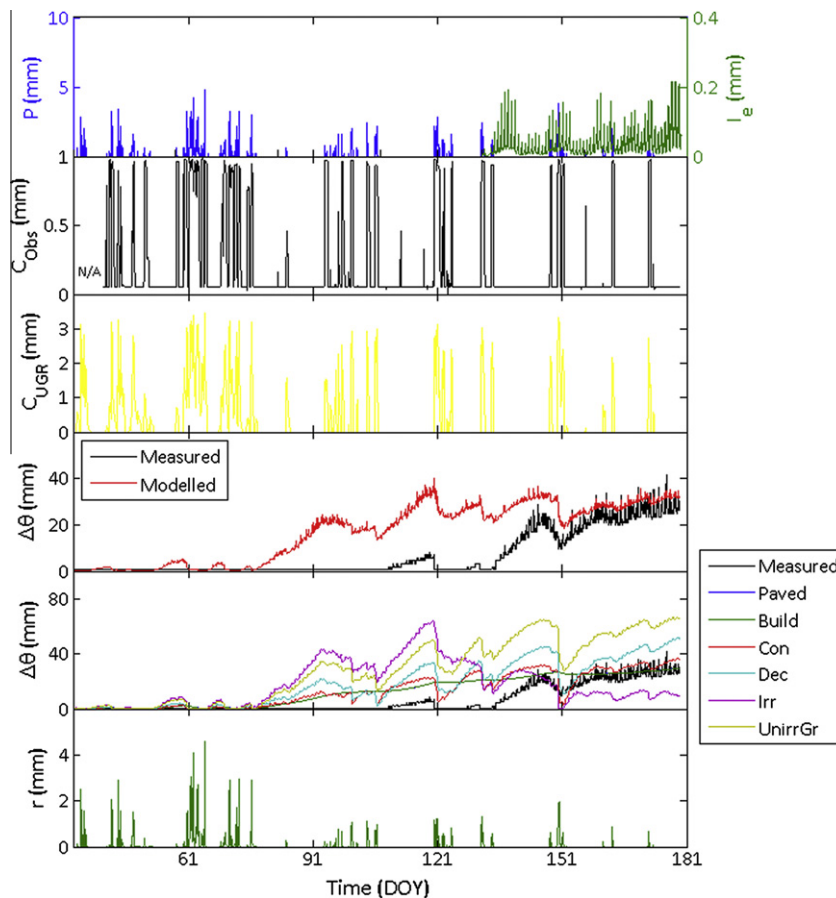 10
5
1
P (mm)
0.4
0.2
0
I_e (mm)
0.5
0
C_Obs (mm)
N/A
3
2
1
0
C_UGR (mm)
Measured
Modelled
40
20
0
Δθ (mm)
80
40
0
Δθ (mm)
Measured
Paved
Build
Con
Dec
Irr
UnirrGr
4
2
0
r (mm)
61
91
121
151
181
Time (DOY)